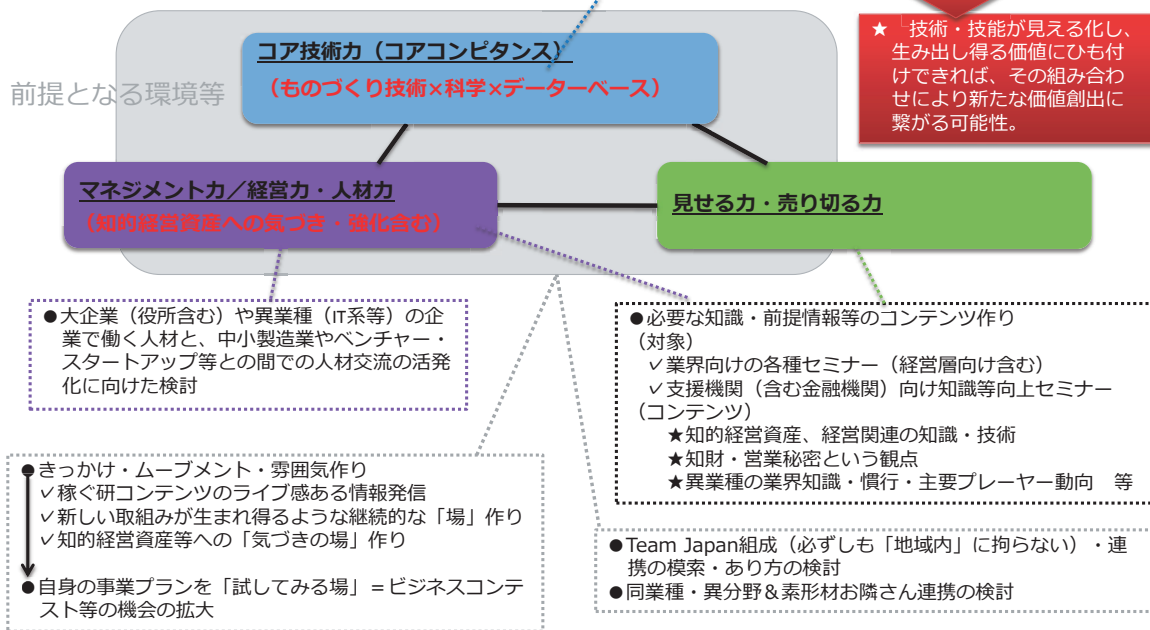 コア技術力（コアコンピタンス）
（ものづくり技術×科学×データーベース）
★ 技術・技能が見える化し、
生み出し得る価値にひも付
けできれば、その組み合わ
せにより新たな価値創出に
繋がる可能性。
前提となる環境等
マネジメント力／経営力・人材力
（知的経営資産への気づき・強化含む）
見せる力・売り切る力
●大企業（役所含む）や異業種（IT系等）の企
業で働く人材と、中小製造業やベンチャー・
スタートアップ等との間での人材交流の活発
化に向けた検討
●必要な知識・前提情報等のコンテンツ作り
（対象）
✓業界向けの各種セミナー（経営層向け含む）
✓支援機関（含む金融機関）向け知識等向上セミナー
（コンテンツ）
★知的経営資産、経営関連の知識・技術
★知財・営業秘密という観点
★異業種の業界知識・慣行・主要プレーヤー動向　等
●きっかけ・ムーブメント・雰囲気作り
✓稼ぐ研コンテンツのライブ感ある情報発信
✓新しい取組みが生まれ得るような継続的な「場」作り
✓知的経営資産等への「気づきの場」作り
●自身の事業プランを「試してみる場」＝ビジネスコンテ
スト等の機会の拡大
●Team Japan組成（必ずしも「地域内」に拘らない）・連
携の模索・あり方の検討
●同業種・異分野＆素形材お隣さん連携の検討